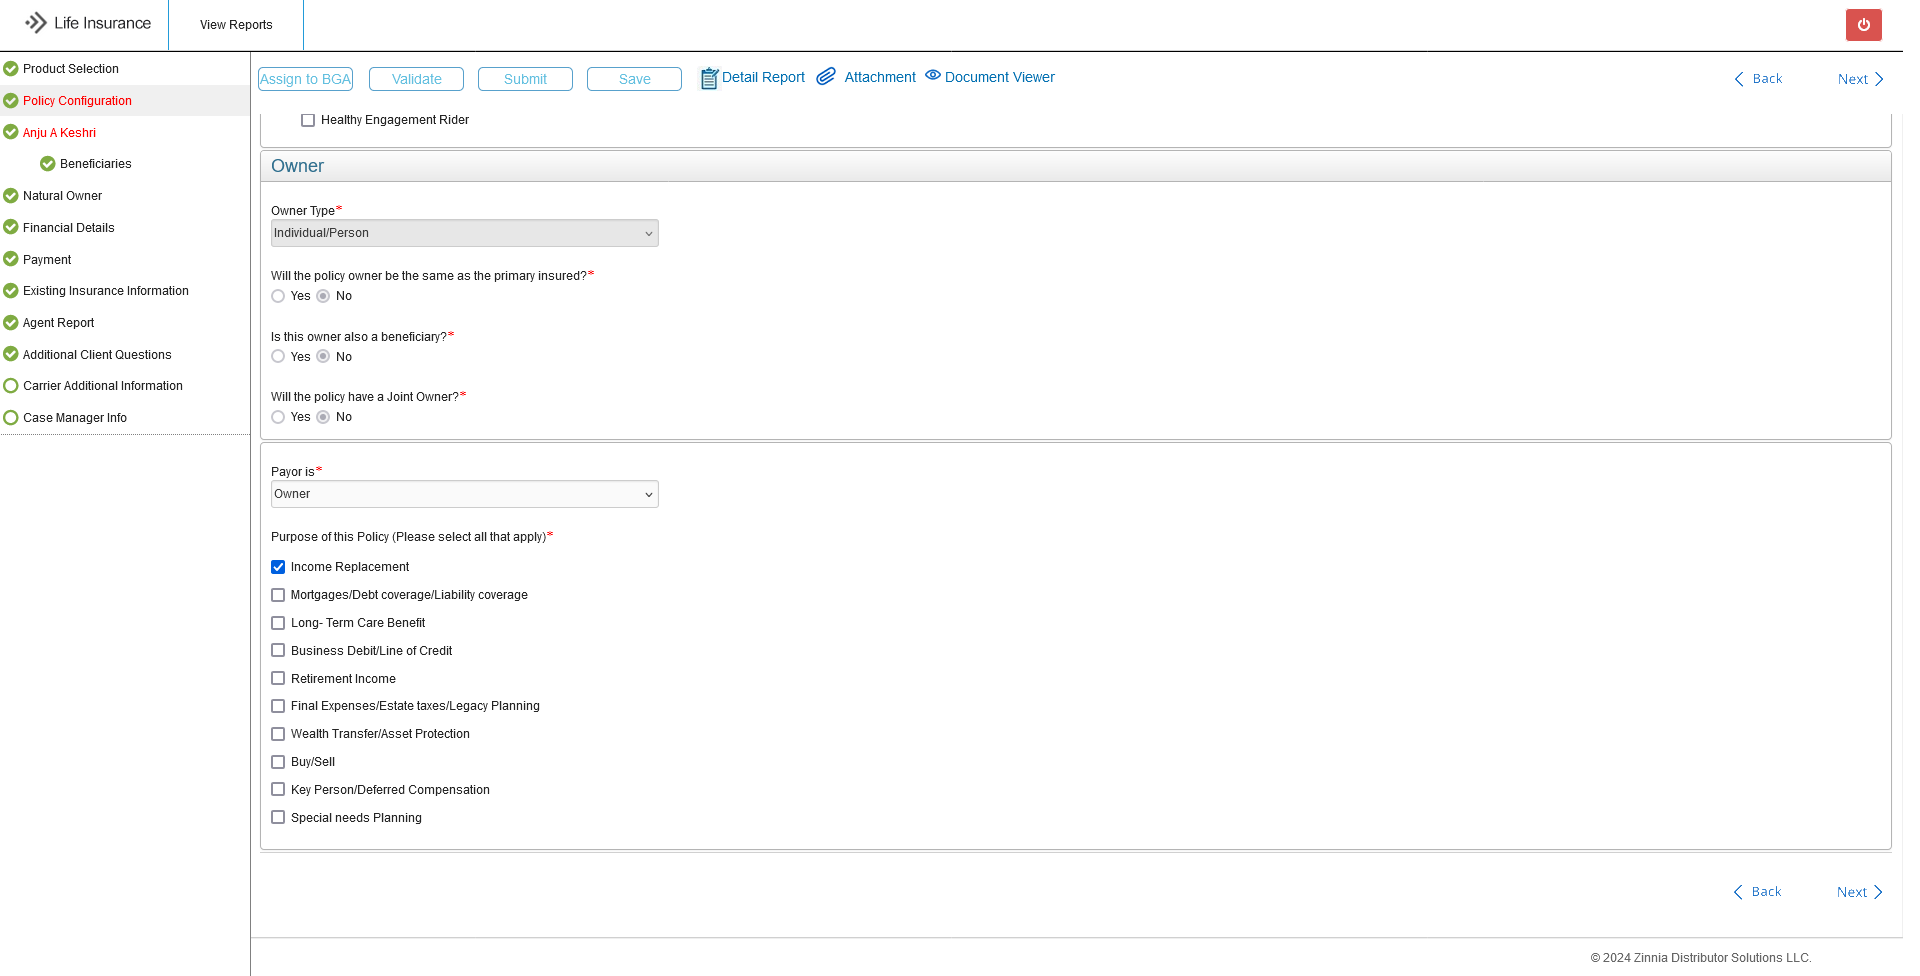 Life Insurance
View Reports
Product Selection
Policy Configuration
Anju A Keshri
Beneficiaries
Natural Owner
Financial Details
Payment
Existing Insurance Information
Agent Report
Additional Client Questions
Carrier Additional Information
Case Manager Info
Assign to BGA
Validate
Submit
Save
Detail Report
Attachment
Document Viewer
Back
Next
Healthy Engagement Rider
Owner
Owner Type*
Individual/Person
Will the policy owner be the same as the primary insured?*
Yes No
Is this owner also a beneficiary?*
Yes No
Will the policy have a Joint Owner?*
Yes No
Payor is*
Owner
Purpose of this Policy (Please select all that apply)*
Income Replacement
Mortgages/Debt coverage/Liability coverage
Long- Term Care Benefit
Business Debit/Line of Credit
Retirement Income
Final Expenses/Estate taxes/Legacy Planning
Wealth Transfer/Asset Protection
Buy/Sell
Key Person/Deferred Compensation
Special needs Planning
Back
Next
© 2024 Zinnia Distributor Solutions LLC.